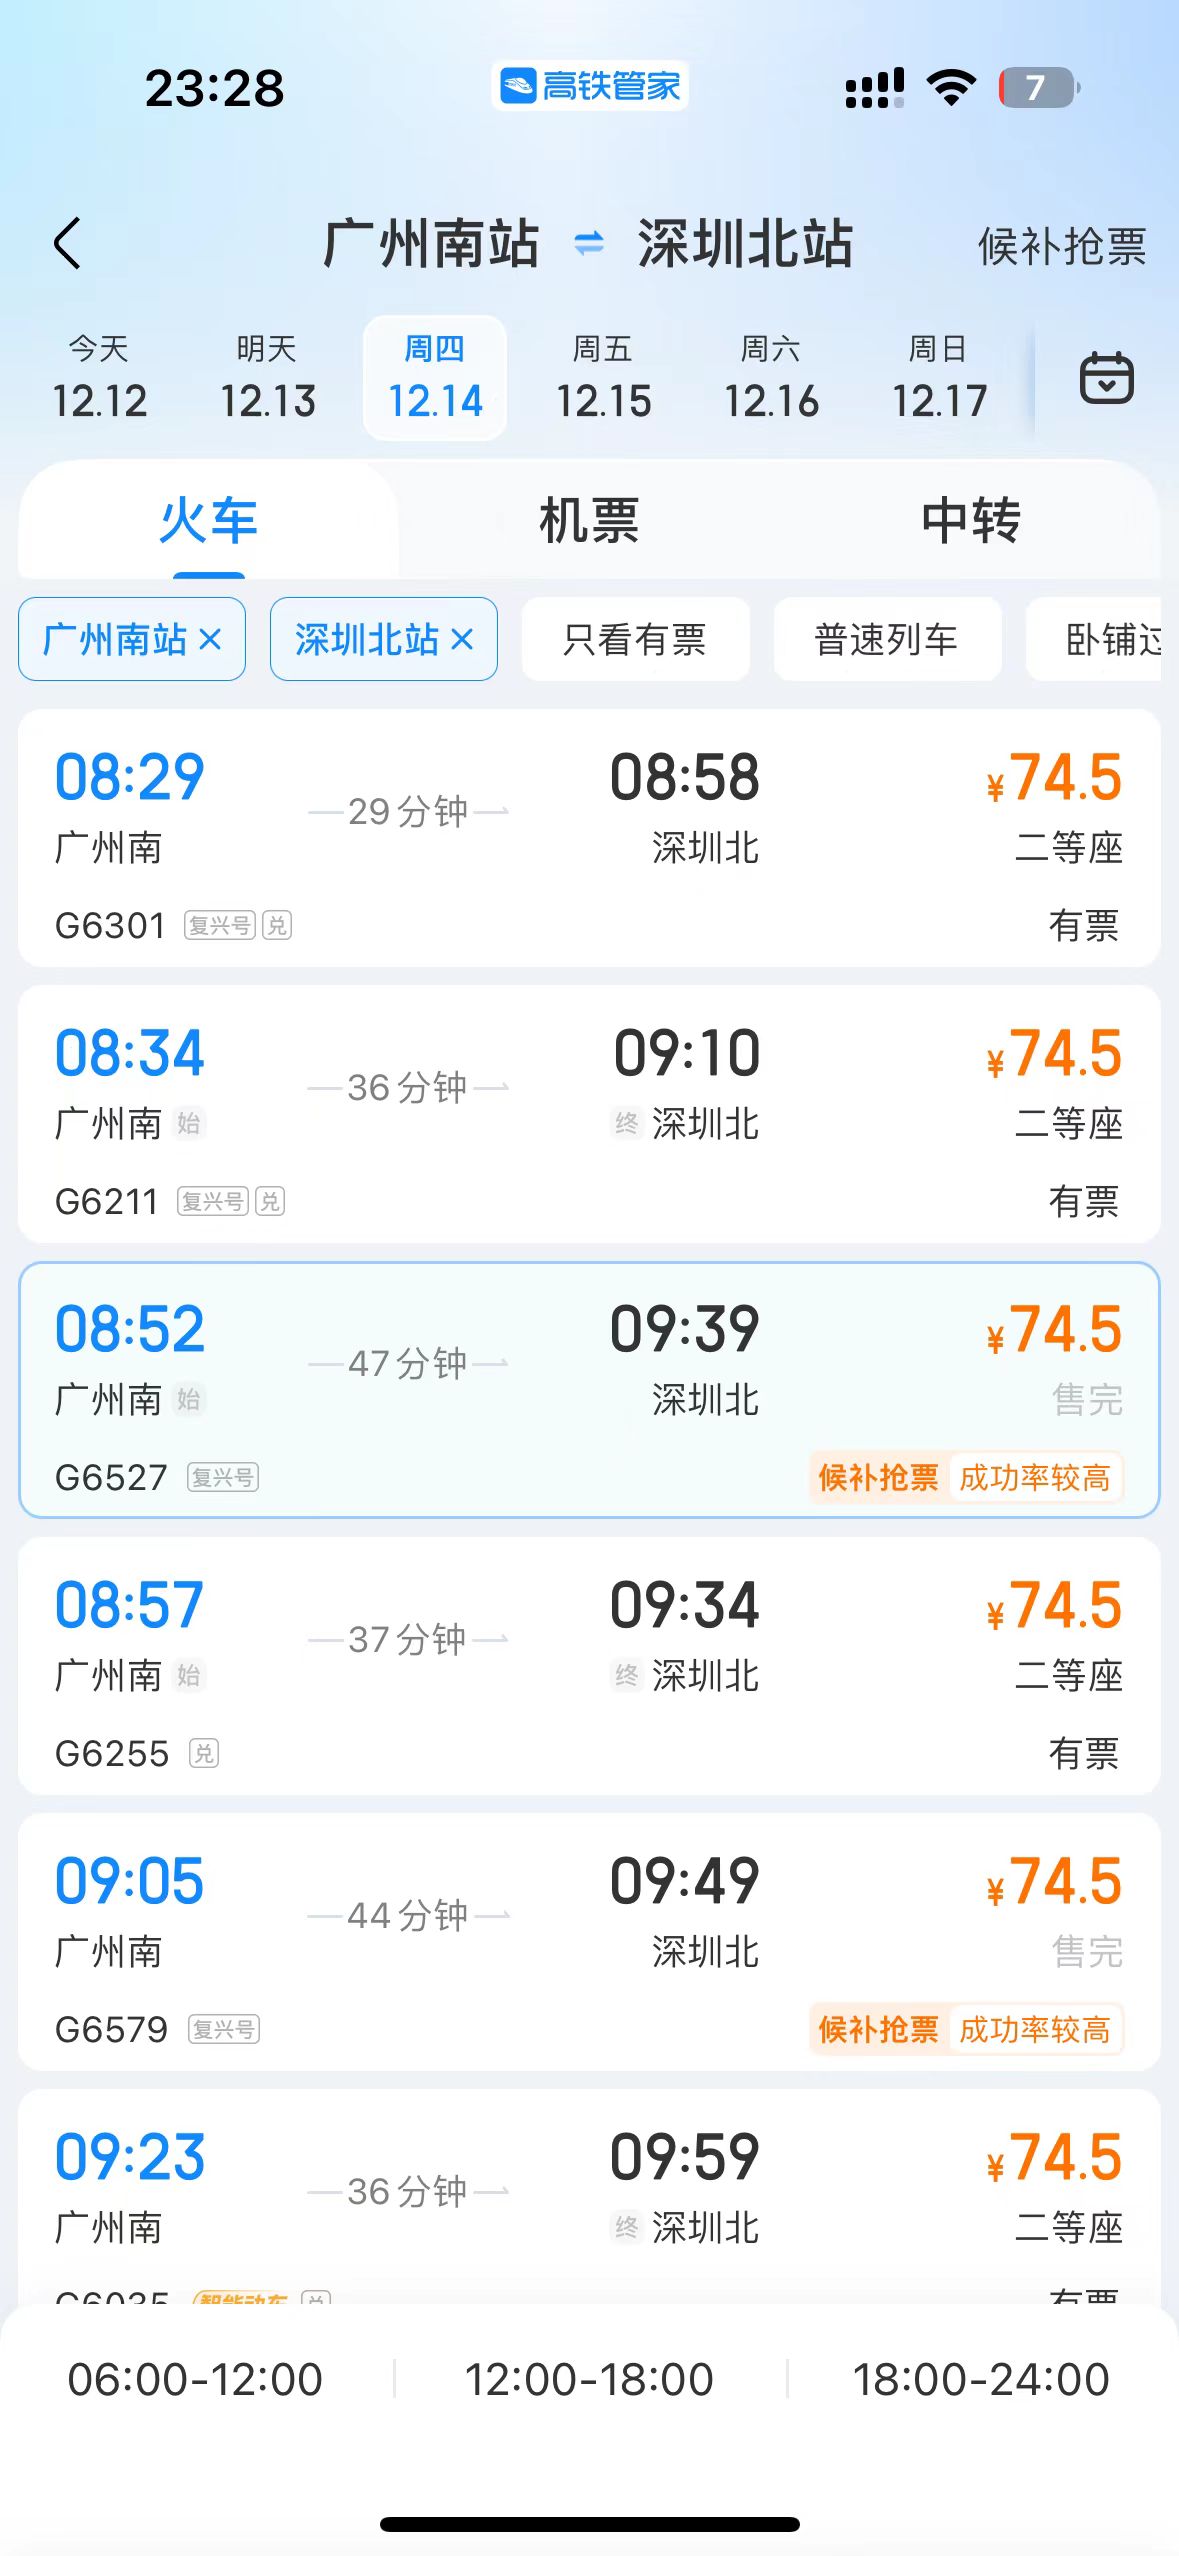 23:28 高铁管家 7
广州南站 深圳北站 候补抢票
今天 明天 周四 周五 周六 周日
12.12 12.13 12.14 12.15 12.16 12.17
火车 机票 中转
广州南站 × 深圳北站 × 只看有票 普速列车 卧铺过
08:29 29分钟 08:58 ¥74.5
广州南 深圳北 二等座
G6301 复兴号 兑 有票
08:34 36分钟 09:10 ¥74.5
广州南 始 终 深圳北 二等座
G6211 复兴号 兑 有票
08:52 47分钟 09:39 ¥74.5
广州南 始 深圳北 售完
G6527 复兴号 候补抢票 成功率较高
08:57 37分钟 09:34 ¥74.5
广州南 始 终 深圳北 二等座
G6255 兑 有票
09:05 44分钟 09:49 ¥74.5
广州南 深圳北 售完
G6579 复兴号 候补抢票 成功率较高
09:23 36分钟 09:59 ¥74.5
广州南 终 深圳北 二等座
G6035 智能动车 兑 有票
06:00-12:00 12:00-18:00 18:00-24:00